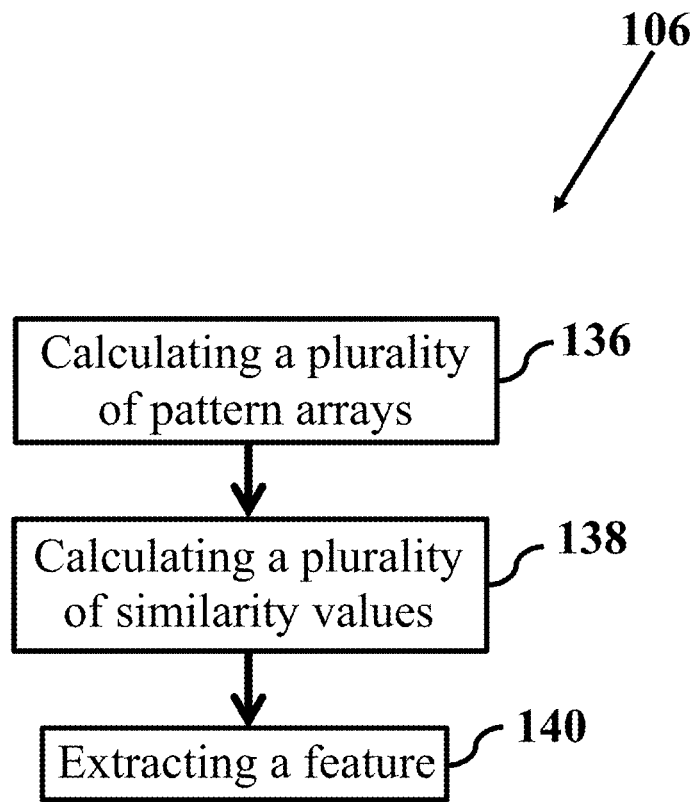 106
Calculating a plurality
of pattern arrays
136
Calculating a plurality
of similarity values
138
Extracting a feature
140